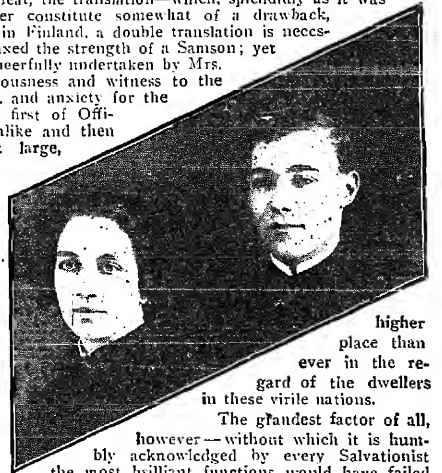 the translation—which, splendidly as it was
er constitute somewhat of a drawback,
in Finland, a double translation is neces-
axed the strength of a Samson; yet
eerfully undertaken by Mrs.
ousness and witness to the
and anxiety for the
first of Offi-
alike and then
large,
higher
place than
ever in the re-
gard of the dwellers
in these virile nations.
The grandest factor of all,
however—without which it is hum-
bly acknowledged by every Salvationist
the most brilliant functions would have failed